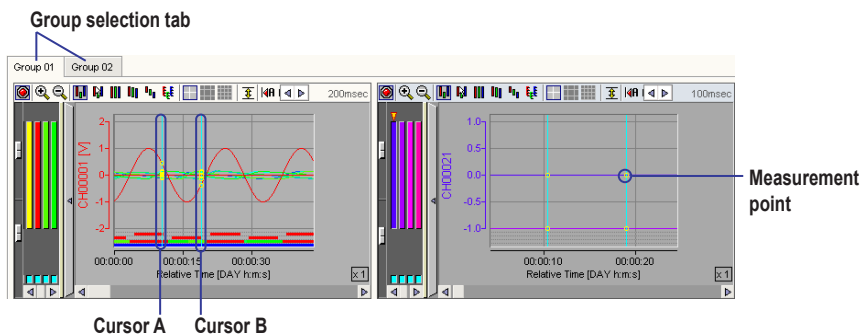 Group selection tab
Group 01
Group 02
200msec
100msec
CH00001 [V]
2
1
0
-1
-2
00:00:00
00:00:15
00:00:30
Relative Time [DAY h:m:s]
x 1
CH00021
1.0
0.5
0.0
-0.5
-1.0
00:00:10
00:00:20
Relative Time [DAY h:m:s]
x 1
Measurement
point
Cursor A
Cursor B